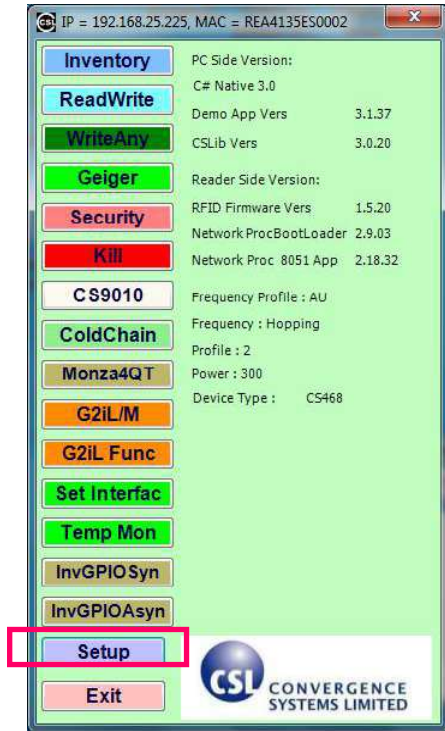 IP = 192.168.25.225, MAC = REA4135ES0002
Inventory
ReadWrite
WriteAny
Geiger
Security
Kill
CS9010
ColdChain
Monza4QT
G2iL/M
G2iL Func
Set Interfac
Temp Mon
InvGPIOSyn
InvGPIOAsyn
Setup
Exit
PC Side Version:
C# Native 3.0
Demo App Vers 3.1.37
CSLib Vers 3.0.20
Reader Side Version:
RFID Firmware Vers 1.5.20
Network ProcBootLoader 2.9.03
Network Proc 8051 App 2.18.32
Frequency Profile : AU
Frequency : Hopping
Profile : 2
Power : 300
Device Type : CS468
CSL
CONVERGENCE
SYSTEMS LIMITED